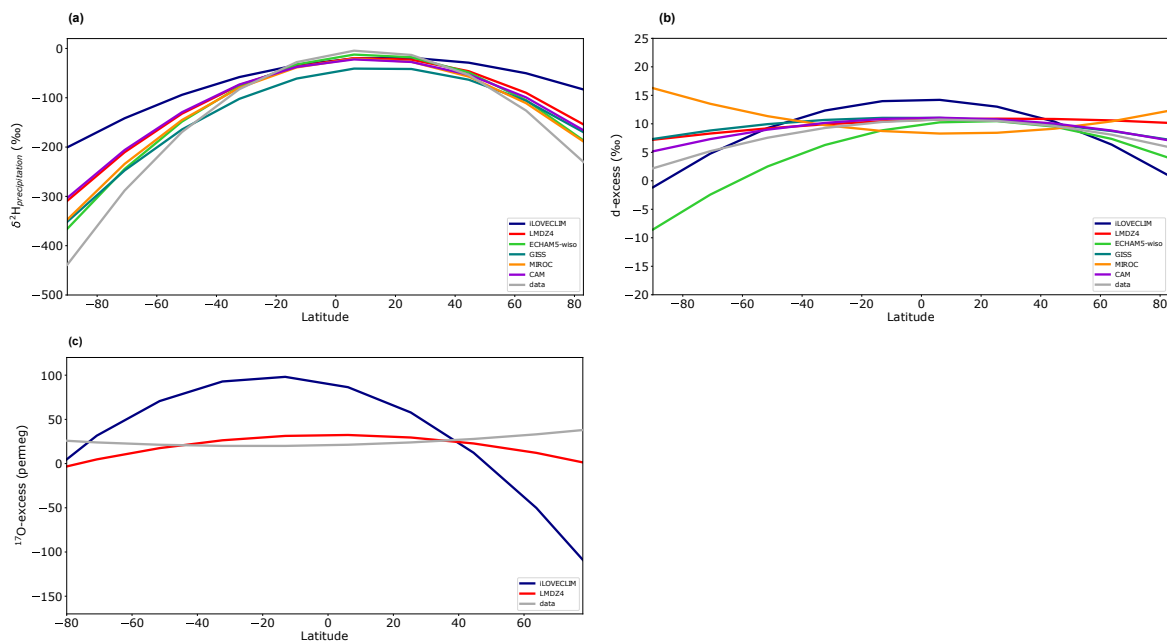 (a)
0
−100
−200
−300
−400
−500
δ²H_precipitation (‰)
−80 −60 −40 −20 0 20 40 60 80
Latitude
iLOVECLIM
LMDZ4
ECHAM5-wiso
GISS
MIROC
CAM
data
(b)
25
20
15
10
5
0
−5
−10
−15
−20
d-excess (‰)
−80 −60 −40 −20 0 20 40 60 80
Latitude
iLOVECLIM
LMDZ4
ECHAM5-wiso
GISS
MIROC
CAM
data
(c)
100
50
0
−50
−100
−150
¹⁷O-excess (permeg)
−80 −60 −40 −20 0 20 40 60
Latitude
iLOVECLIM
LMDZ4
data